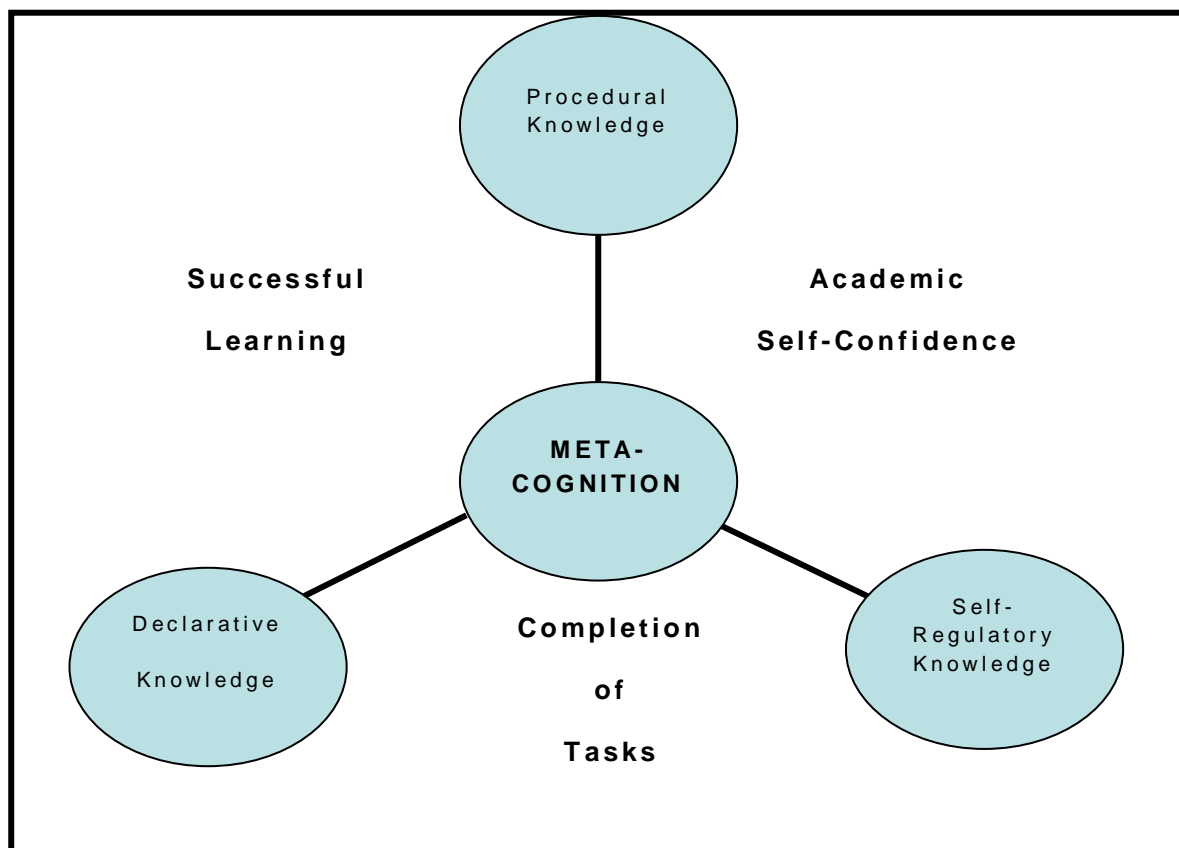 Procedural
Knowledge
Successful
Learning
Academic
Self-Confidence
META-
COGNITION
Declarative
Knowledge
Completion
of
Tasks
Self-
Regulatory
Knowledge